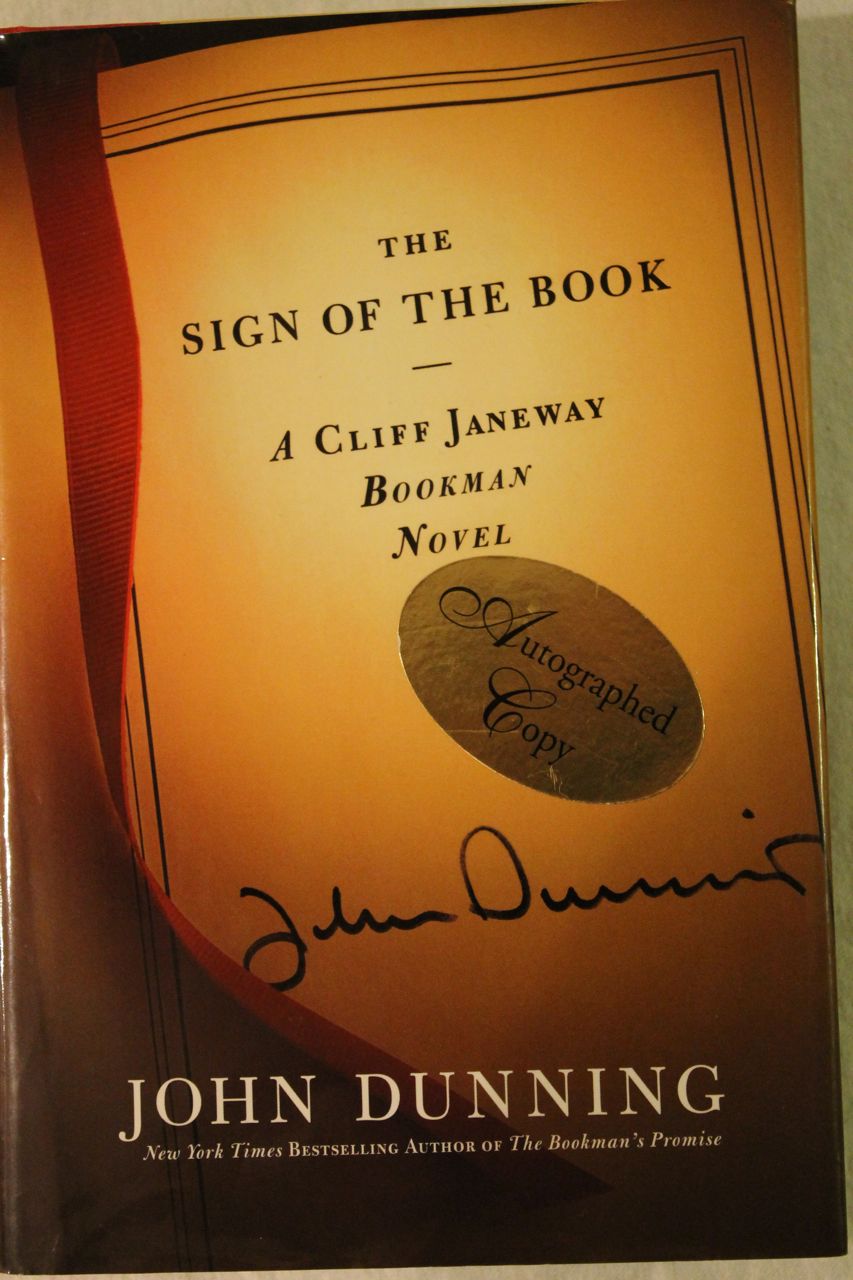 THE
SIGN OF THE BOOK
—
A CLIFF JANEWAY
BOOKMAN
NOVEL
Autographed
Copy
John Dunning
JOHN DUNNING
New York Times BESTSELLING AUTHOR OF The Bookman's Promise